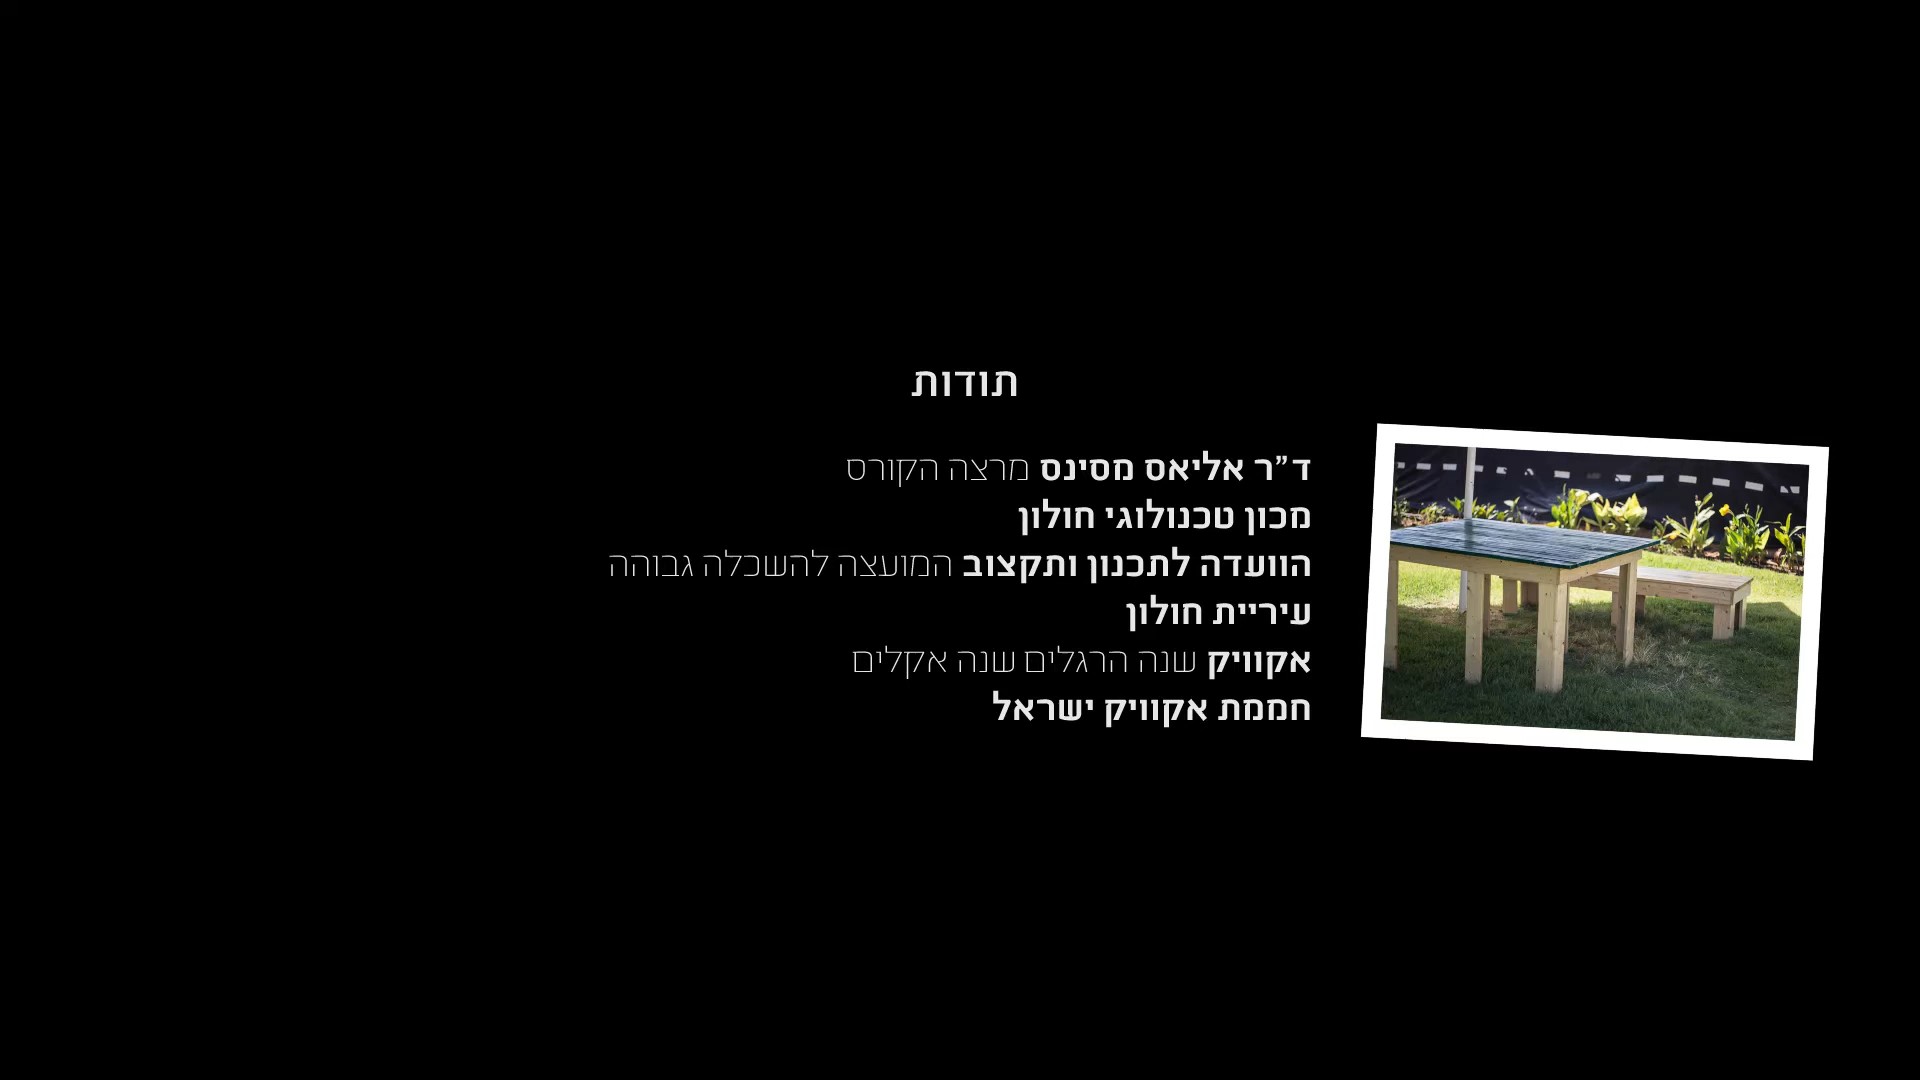 תודות
ד”ר אליאס מסינס מרצה הקורס
מכון טכנולוגי חולון
הוועדה לתכנון ותקצוב המועצה להשכלה גבוהה
עיריית חולון
אקוויק שנה הרגלים שנה אקלים
חממת אקוויק ישראל